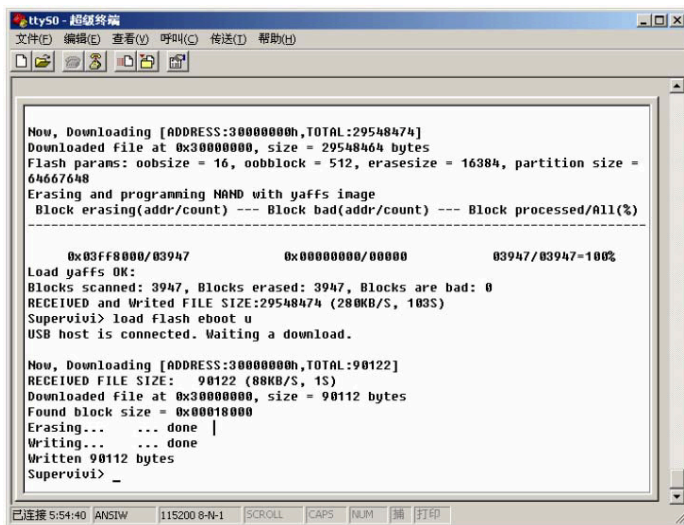 ttyS0 - 超级终端
文件(F) 编辑(E) 查看(V) 呼叫(C) 传送(T) 帮助(H)
Now, Downloading [ADDRESS:30000000h,TOTAL:29548474]
Downloaded file at 0x30000000, size = 29548464 bytes
Flash params: oobsize = 16, oobblock = 512, erasesize = 16384, partition size =
64667648
Erasing and programming NAND with yaffs image
Block erasing(addr/count) --- Block bad(addr/count) --- Block processed/All(%)
------------------------------------------------------------------------------
0x03ff8000/03947 0x00000000/00000 03947/03947=100%
Load yaffs OK:
Blocks scanned: 3947, Blocks erased: 3947, Blocks are bad: 0
RECEIVED and Writed FILE SIZE:29548474 (280KB/S, 103S)
Supervivi> load flash eboot u
USB host is connected. Waiting a download.
Now, Downloading [ADDRESS:30000000h,TOTAL:90122]
RECEIVED FILE SIZE: 90122 (88KB/S, 1S)
Downloaded file at 0x30000000, size = 90112 bytes
Found block size = 0x00018000
Erasing... ... done
Writing... ... done
Written 90112 bytes
Supervivi> _
已连接 5:54:40 ANSIW 115200 8-N-1 SCROLL CAPS NUM 捕 打印